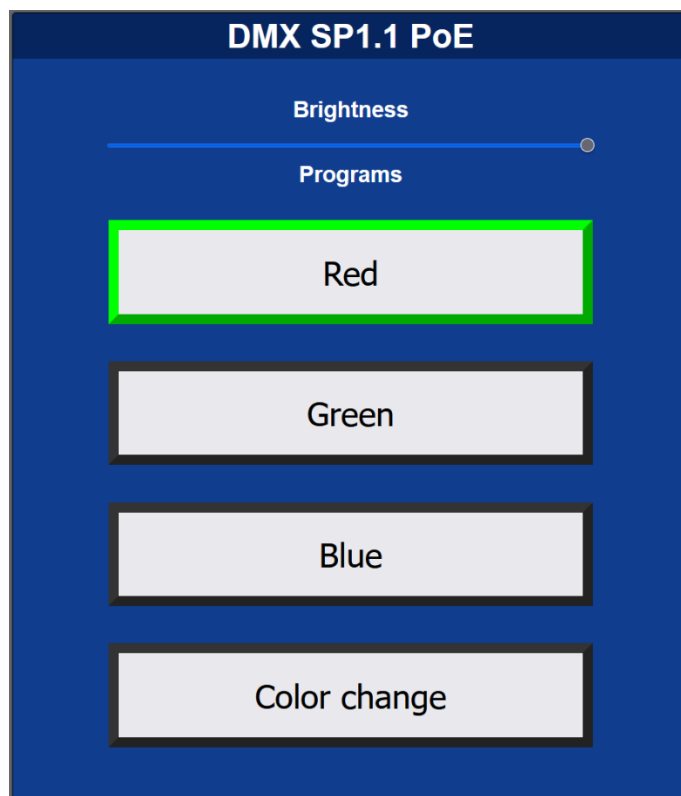 DMX SP1.1 PoE
Brightness
Programs
Red
Green
Blue
Color change